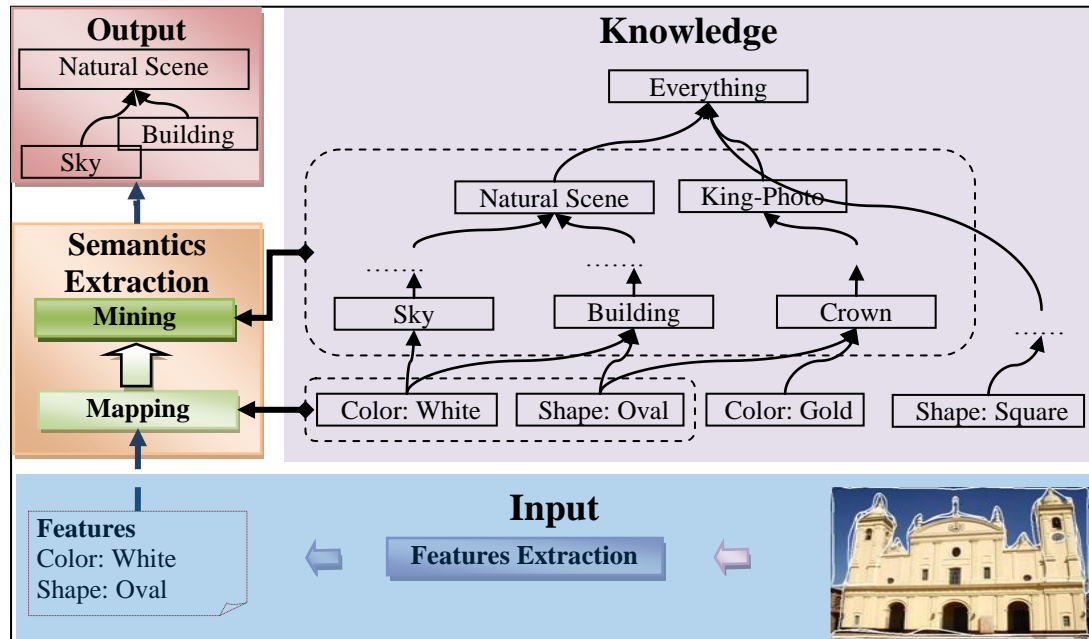 Output
Natural Scene
Building
Sky
Semantics
Extraction
Mining
Mapping
Knowledge
Everything
Natural Scene
King-Photo
Sky
Building
Crown
Color: White
Shape: Oval
Color: Gold
Shape: Square
Input
Features Extraction
Features
Color: White
Shape: Oval